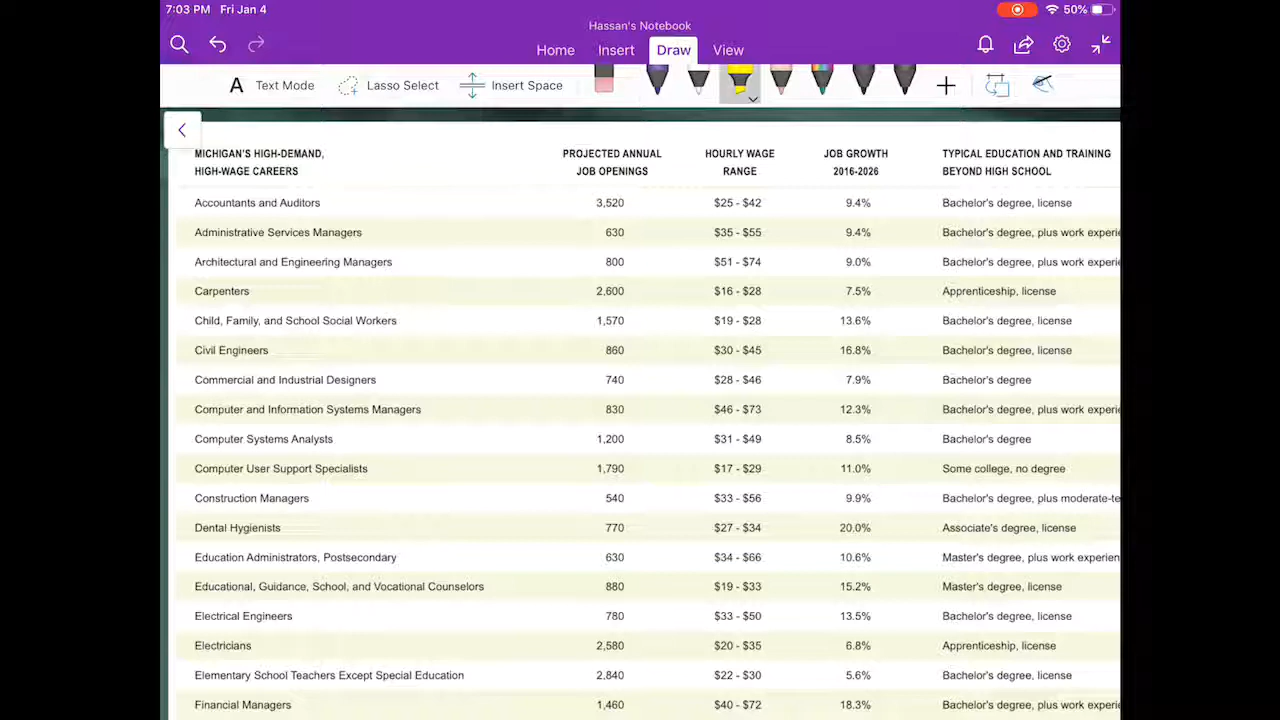 7:03 PM Fri Jan 4 50%
Hassan's Notebook
Home Insert Draw View
A Text Mode Lasso Select Insert Space
MICHIGAN'S HIGH-DEMAND, PROJECTED ANNUAL HOURLY WAGE JOB GROWTH TYPICAL EDUCATION AND TRAINING
HIGH-WAGE CAREERS JOB OPENINGS RANGE 2016-2026 BEYOND HIGH SCHOOL
Accountants and Auditors 3,520 $25 - $42 9.4% Bachelor's degree, license
Administrative Services Managers 630 $35 - $55 9.4% Bachelor's degree, plus work experie
Architectural and Engineering Managers 800 $51 - $74 9.0% Bachelor's degree, plus work experie
Carpenters 2,600 $16 - $28 7.5% Apprenticeship, license
Child, Family, and School Social Workers 1,570 $19 - $28 13.6% Bachelor's degree, license
Civil Engineers 860 $30 - $45 16.8% Bachelor's degree, license
Commercial and Industrial Designers 740 $28 - $46 7.9% Bachelor's degree
Computer and Information Systems Managers 830 $46 - $73 12.3% Bachelor's degree, plus work experie
Computer Systems Analysts 1,200 $31 - $49 8.5% Bachelor's degree
Computer User Support Specialists 1,790 $17 - $29 11.0% Some college, no degree
Construction Managers 540 $33 - $56 9.9% Bachelor's degree, plus moderate-te
Dental Hygienists 770 $27 - $34 20.0% Associate's degree, license
Education Administrators, Postsecondary 630 $34 - $66 10.6% Master's degree, plus work experien
Educational, Guidance, School, and Vocational Counselors 880 $19 - $33 15.2% Master's degree, license
Electrical Engineers 780 $33 - $50 13.5% Bachelor's degree, license
Electricians 2,580 $20 - $35 6.8% Apprenticeship, license
Elementary School Teachers Except Special Education 2,840 $22 - $30 5.6% Bachelor's degree, license
Financial Managers 1,460 $40 - $72 18.3% Bachelor's degree, plus work experie